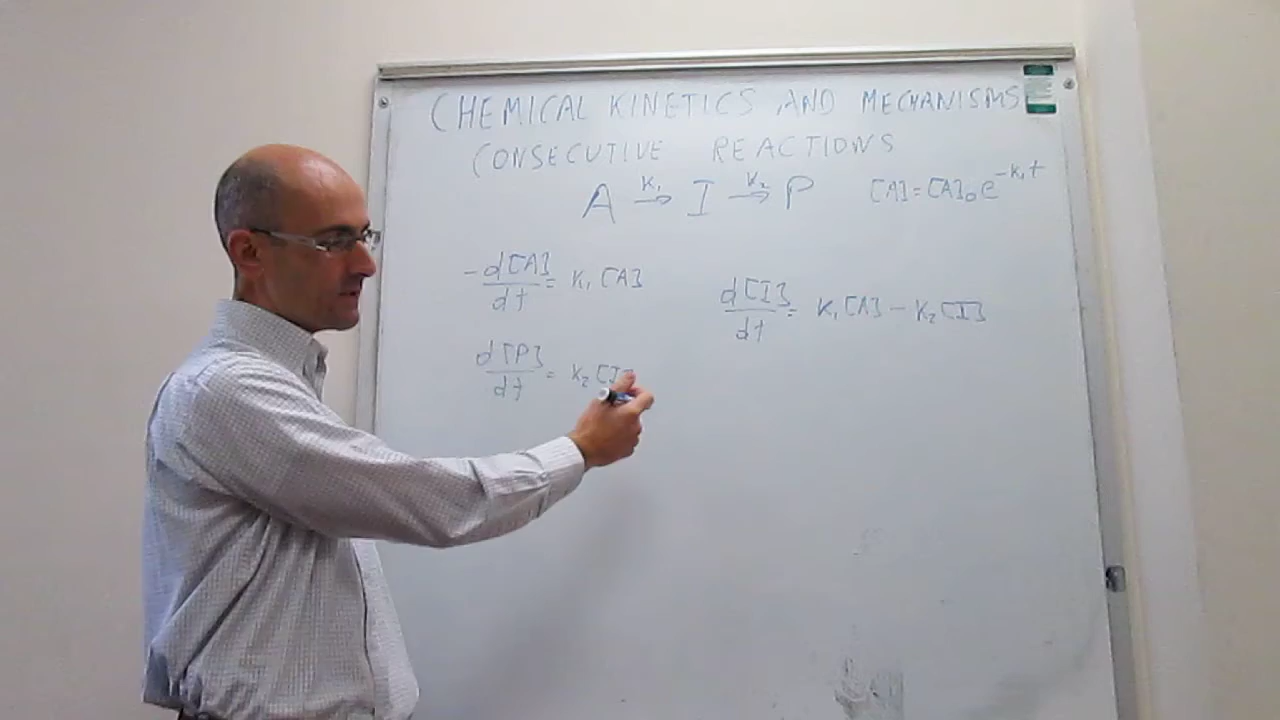 CHEMICAL KINETICS AND MECHANISMS
CONSECUTIVE REACTIONS
A →(k₁) I →(k₂) P
[A]=[A]₀e^(-k₁t)
-d[A]/dt = k₁[A]
d[I]/dt = k₁[A] - k₂[I]
d[P]/dt = k₂[I]